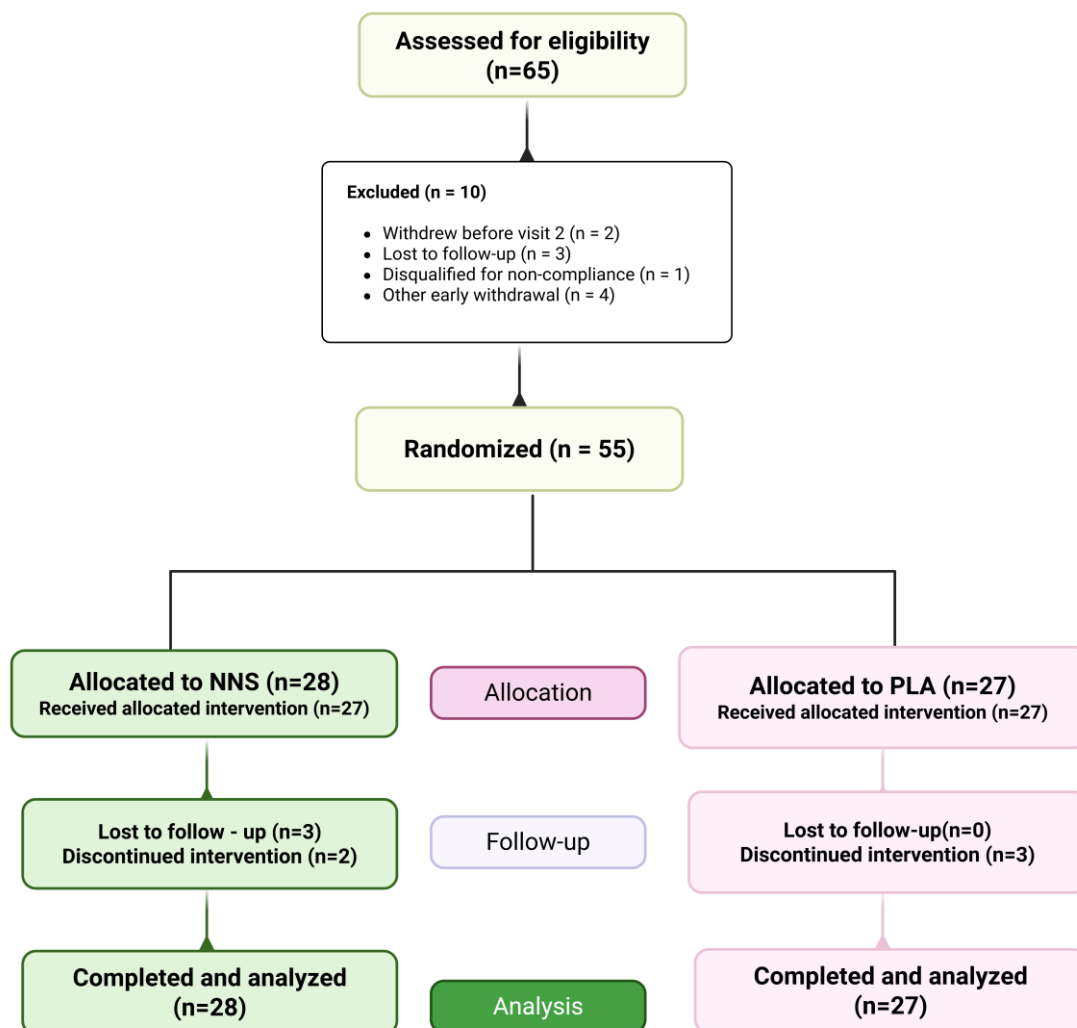 Assessed for eligibility
(n=65)
Excluded (n = 10)
• Withdrew before visit 2 (n = 2)
• Lost to follow-up (n = 3)
• Disqualified for non-compliance (n = 1)
• Other early withdrawal (n = 4)
Randomized (n = 55)
Allocated to NNS (n=28)
Received allocated intervention (n=27)
Allocation
Allocated to PLA (n=27)
Received allocated intervention (n=27)
Lost to follow - up (n=3)
Discontinued intervention (n=2)
Follow-up
Lost to follow-up(n=0)
Discontinued intervention (n=3)
Completed and analyzed
(n=28)
Analysis
Completed and analyzed
(n=27)